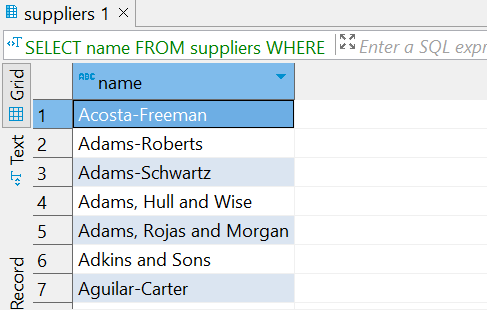 suppliers 1
SELECT name FROM suppliers WHERE Enter a SQL expr
Grid
Text
Record
ABC name
1 Acosta-Freeman
2 Adams-Roberts
3 Adams-Schwartz
4 Adams, Hull and Wise
5 Adams, Rojas and Morgan
6 Adkins and Sons
7 Aguilar-Carter